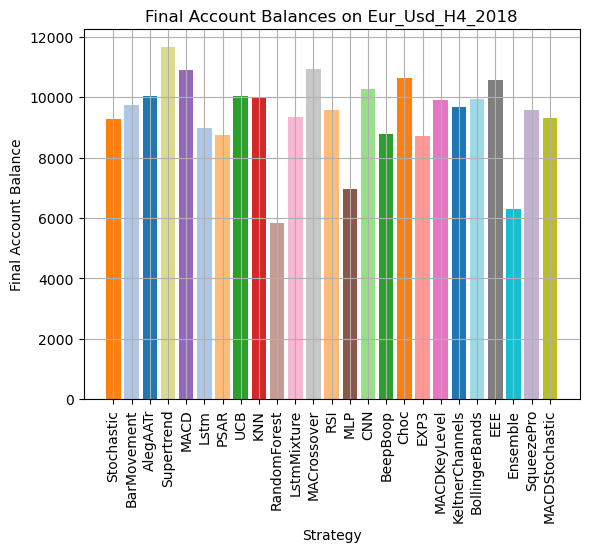 Final Account Balances on Eur_Usd_H4_2018
Final Account Balance
12000
10000
8000
6000
4000
2000
0
Stochastic
BarMovement
AlegAATr
Supertrend
MACD
Lstm
PSAR
UCB
KNN
RandomForest
LstmMixture
MACrossover
RSI
MLP
CNN
BeepBoop
Choc
EXP3
MACDKeyLevel
KeltnerChannels
BollingerBands
EEE
Ensemble
SqueezePro
MACDStochastic
Strategy